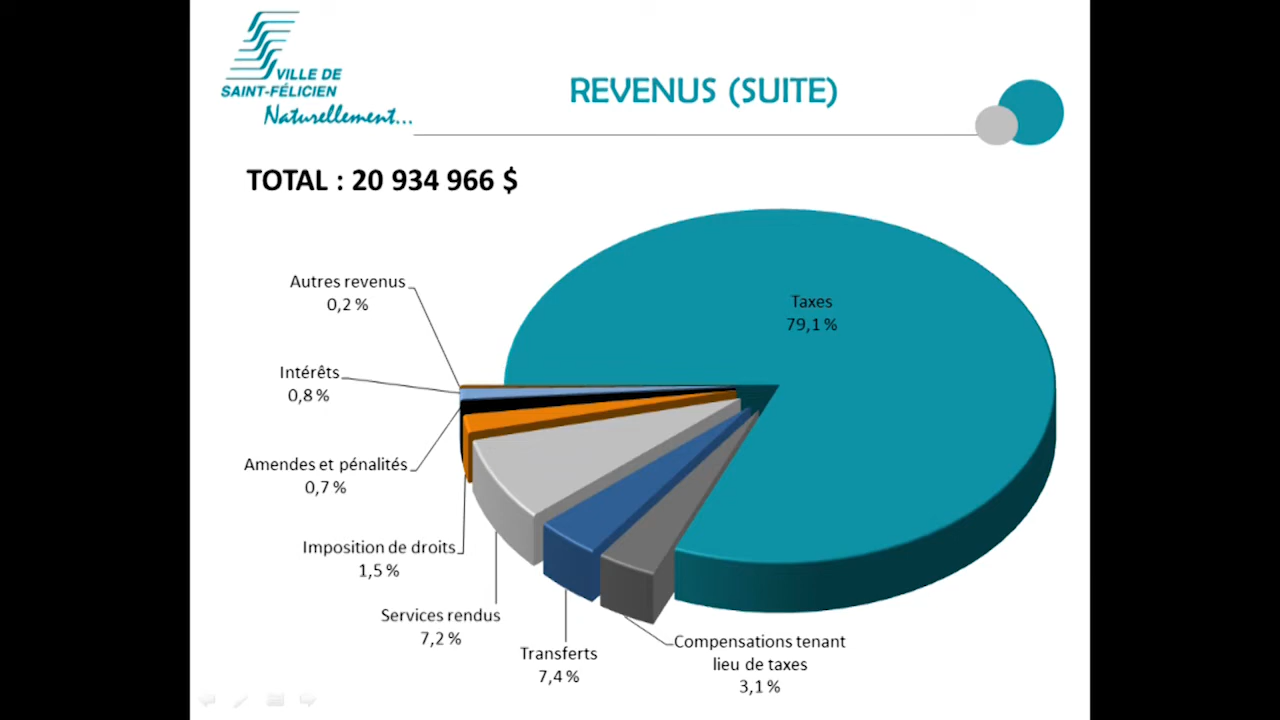 VILLE DE
SAINT-FÉLICIEN
Naturellement...
REVENUS (SUITE)
TOTAL : 20 934 966 $
Autres revenus
0,2 %
Taxes
79,1 %
Intérêts
0,8 %
Amendes et pénalités
0,7 %
Imposition de droits
1,5 %
Services rendus
7,2 %
Transferts
7,4 %
Compensations tenant
lieu de taxes
3,1 %